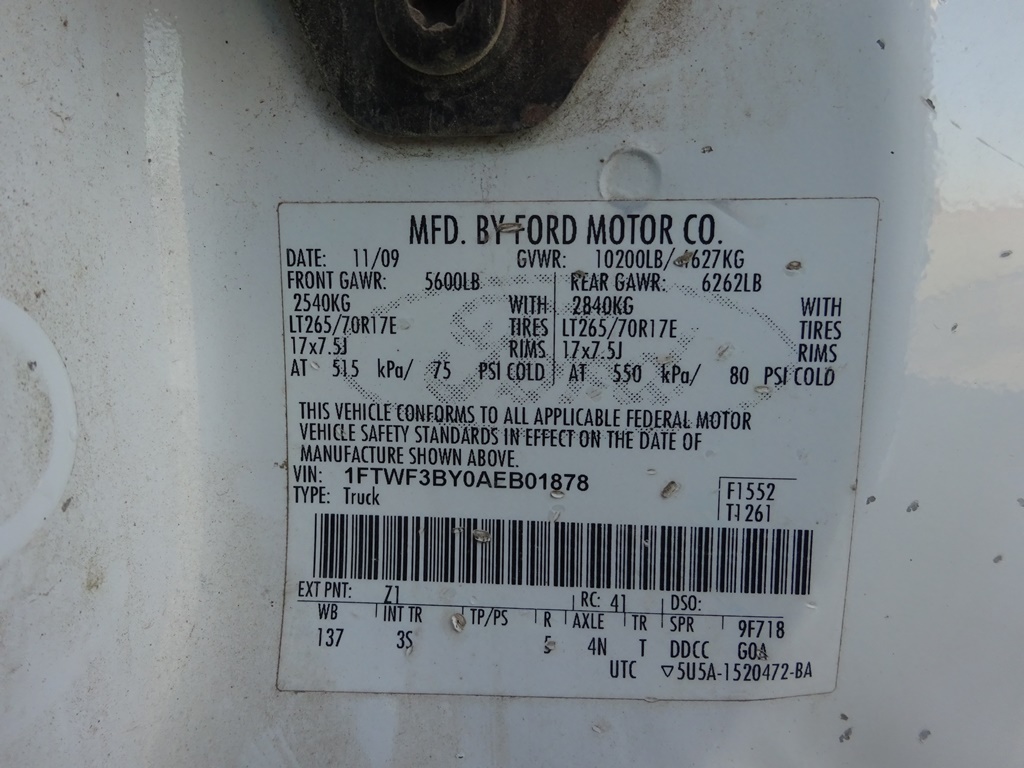 MFD. BY FORD MOTOR CO.
DATE: 11/09 GVWR: 10200LB/4627KG
FRONT GAWR: 5600LB REAR GAWR: 6262LB
2540KG WITH 2840KG WITH
LT265/70R17E TIRES LT265/70R17E TIRES
17x7.5J RIMS 17x7.5J RIMS
AT 515 kPa/ 75 PSI COLD AT 550 kPa/ 80 PSI COLD
THIS VEHICLE CONFORMS TO ALL APPLICABLE FEDERAL MOTOR
VEHICLE SAFETY STANDARDS IN EFFECT ON THE DATE OF
MANUFACTURE SHOWN ABOVE.
VIN: 1FTWF3BY0AEB01878
TYPE: Truck
F1552
T1261
EXT PNT: Z1 RC: 41 DSO:
WB INT TR TP/PS R AXLE TR SPR 9F718
137 3S 5 4N T DDCC GOA
UTC ▽5U5A-1520472-BA